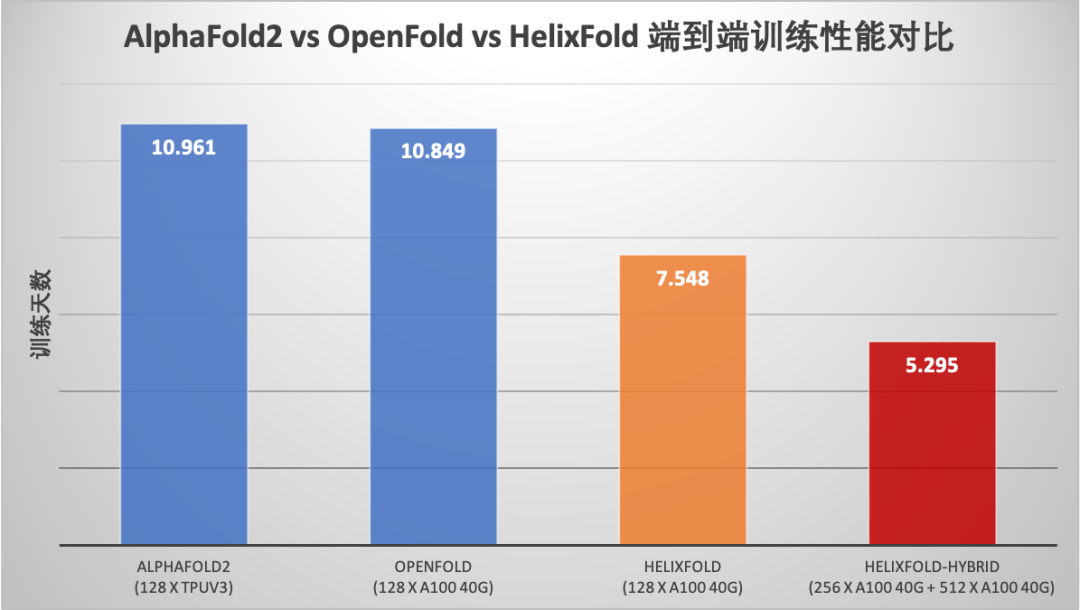 AlphaFold2 vs OpenFold vs HelixFold 端到端训练性能对比
训练天数
10.961
10.849
7.548
5.295
ALPHAFOLD2
(128 X TPUV3)
OPENFOLD
(128 X A100 40G)
HELIXFOLD
(128 X A100 40G)
HELIXFOLD-HYBRID
(256 X A100 40G + 512 X A100 40G)